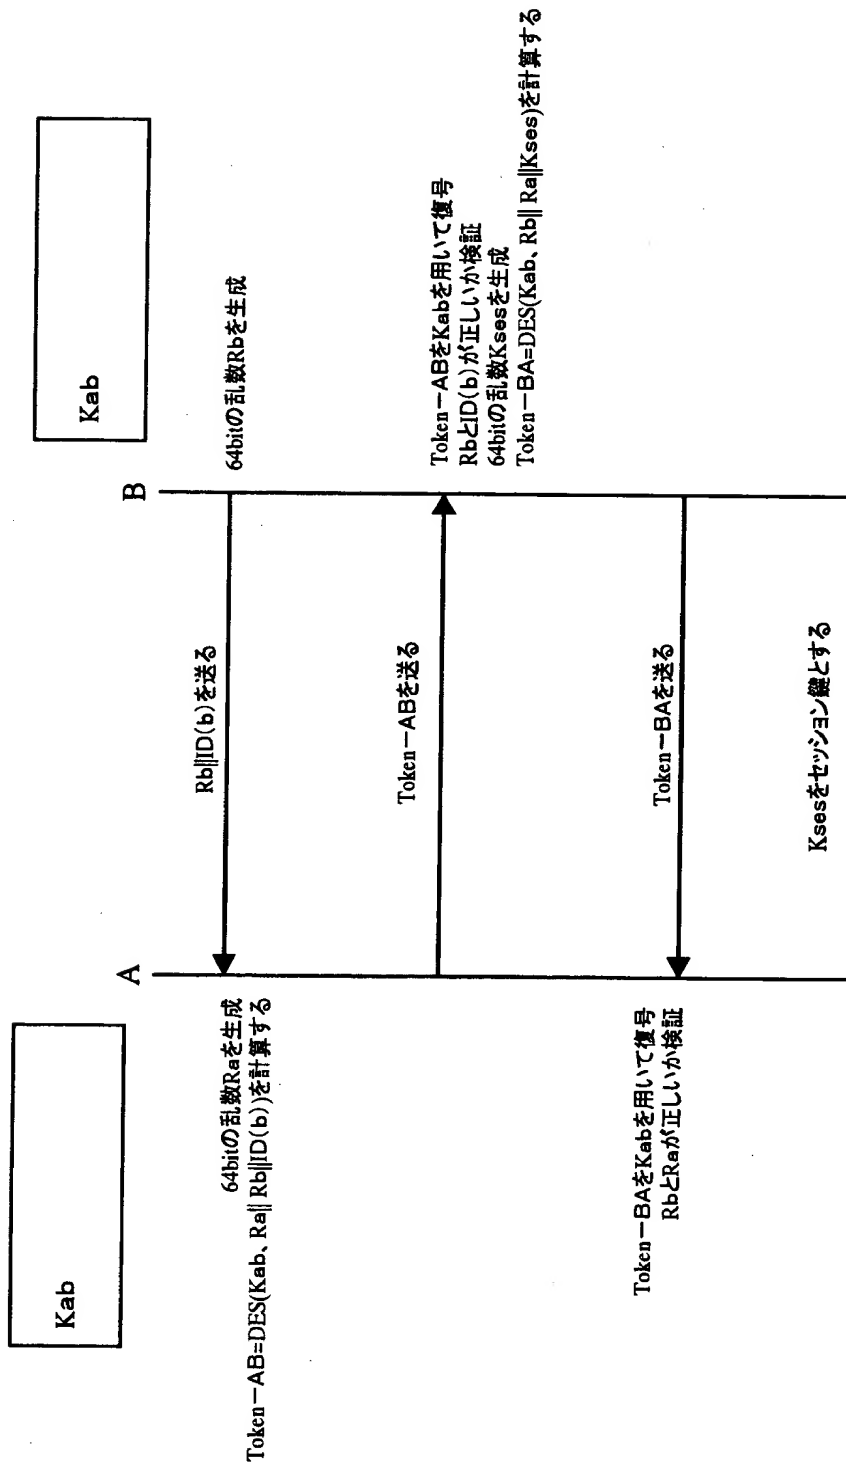 Kab
Kab
A
B
64bitの乱数Rbを生成
Rb||ID(b)を送る
64bitの乱数Raを生成
Token－AB=DES(Kab、Ra|| Rb||ID(b))を計算する
Token－ABを送る
Token－ABをKabを用いて復号
RbとID(b)が正しいか検証
64bitの乱数Ksesを生成
Token－BA=DES(Kab、Rb|| Ra||Kses)を計算する
Token－BAを送る
Token－BAをKabを用いて復号
RbとRaが正しいか検証
Ksesをセッション鍵とする